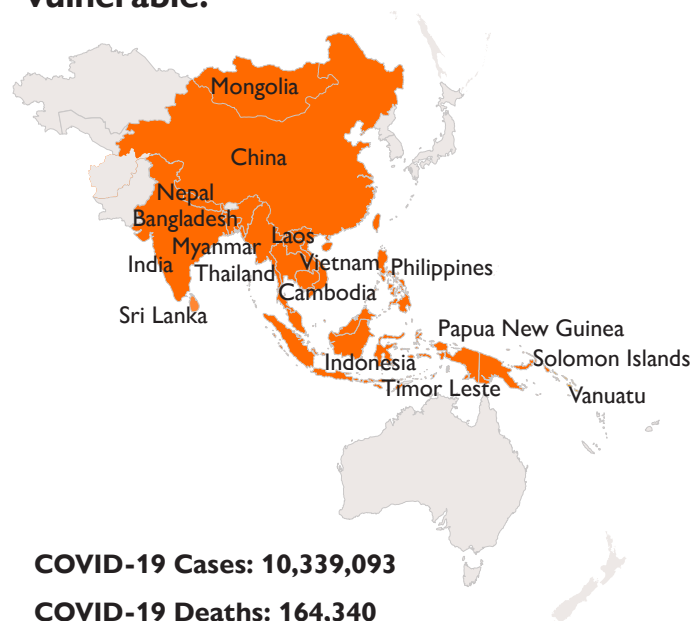 vulnerable.
Mongolia
China
Nepal
Bangladesh
Laos
Myanmar
Vietnam
Philippines
India
Thailand
Cambodia
Sri Lanka
Papua New Guinea
Solomon Islands
Indonesia
Timor Leste
Vanuatu
COVID-19 Cases: 10,339,093
COVID-19 Deaths: 164,340